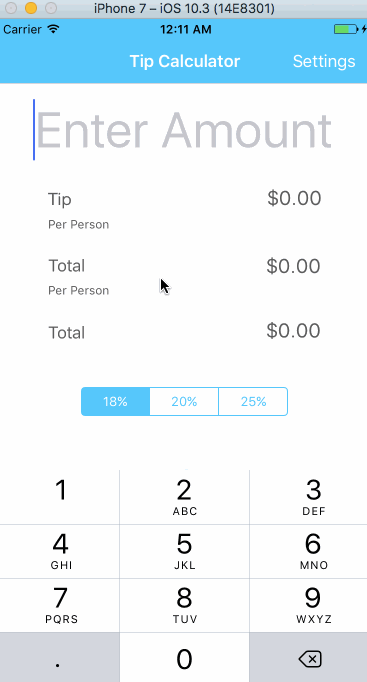 iPhone 7 – iOS 10.3 (14E8301)
Carrier 12:11 AM
Tip Calculator Settings
Enter Amount
Tip $0.00
Per Person
Total $0.00
Per Person
Total $0.00
18% 20% 25%
1 2 3
ABC DEF
4 5 6
GHI JKL MNO
7 8 9
PQRS TUV WXYZ
. 0